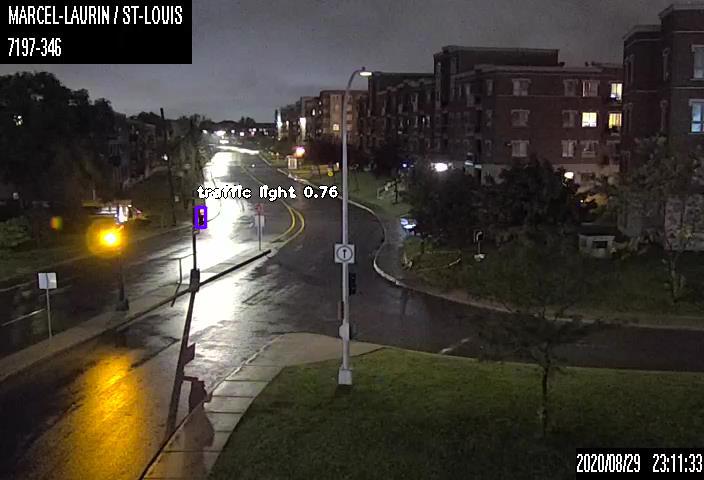 MARCEL-LAURIN / ST-LOUIS
7197-346
traffic light 0.76
2020/08/29 23:11:33